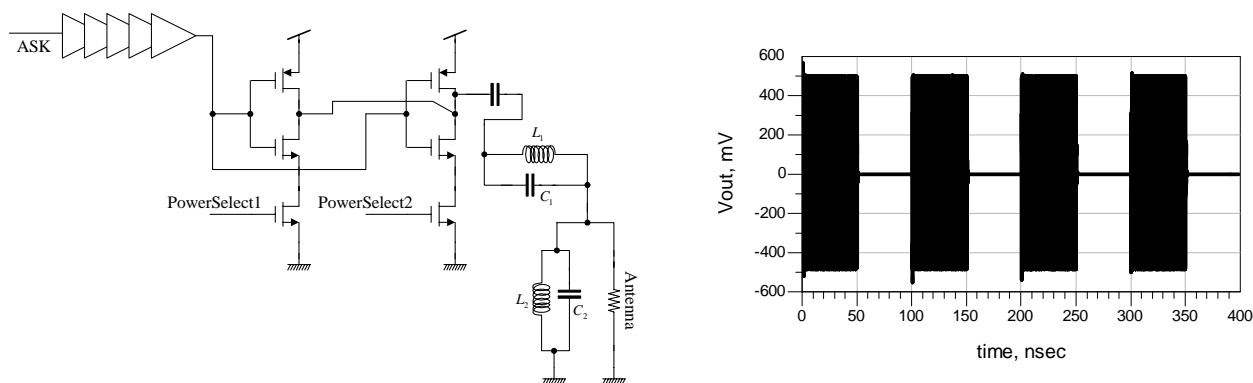 ASK
PowerSelect1
PowerSelect2
L1
C1
L2
C2
Antenna
Vout, mV
600
400
200
0
-200
-400
-600
0 50 100 150 200 250 300 350 400
time, nsec